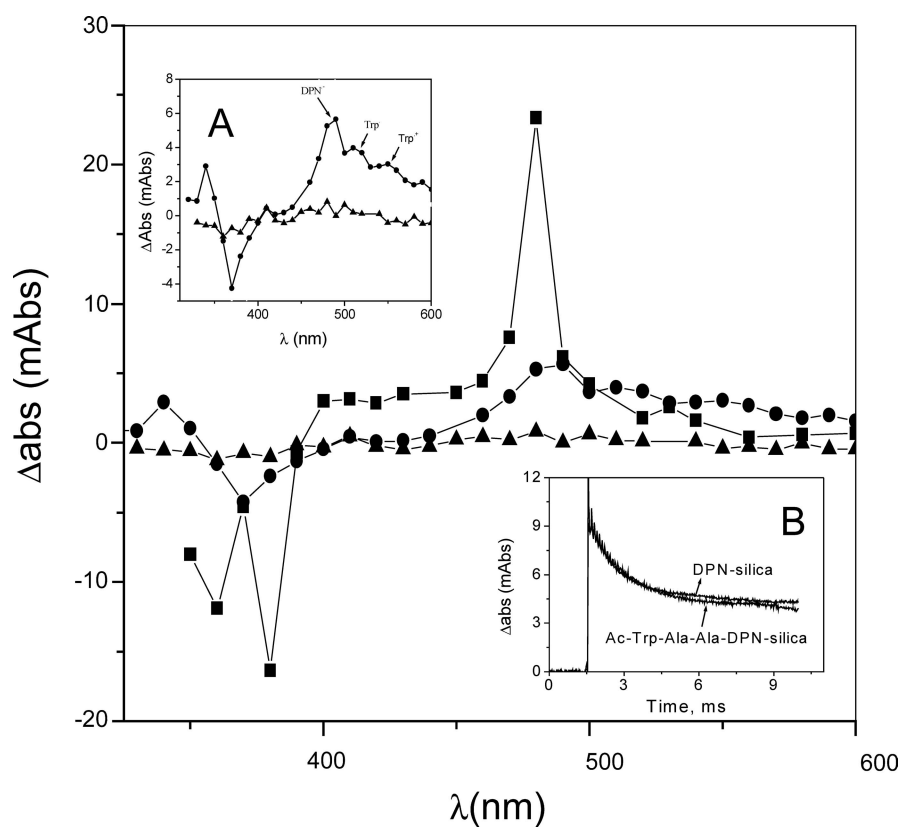 30
20
10
0
-10
-20
Δabs (mAbs)
400
500
600
λ(nm)
A
8
6
4
2
0
-2
-4
ΔAbs (mAbs)
400
500
600
λ (nm)
DPN⁻
Trp
Trp⁺
B
12
9
6
3
0
Δabs (mAbs)
0
3
6
9
Time, ms
DPN-silica
Ac-Trp-Ala-Ala-DPN-silica